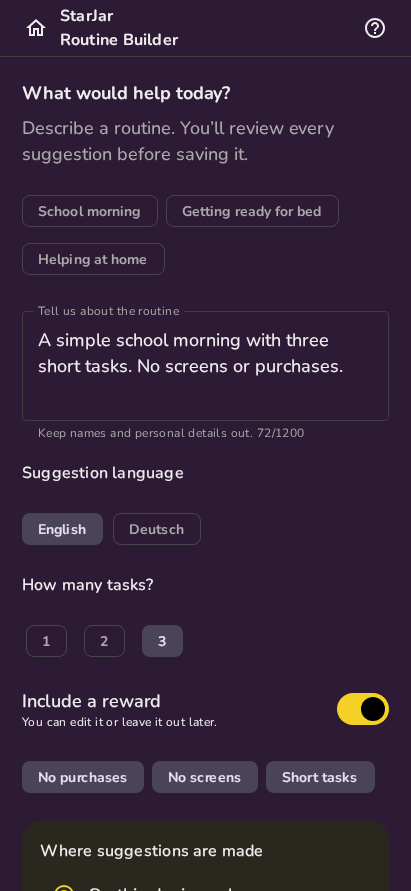 StarJar
Routine Builder
What would help today?
Describe a routine. You’ll review every
suggestion before saving it.
School morning
Getting ready for bed
Helping at home
Tell us about the routine
A simple school morning with three
short tasks. No screens or purchases.
Keep names and personal details out. 72/1200
Suggestion language
English
Deutsch
How many tasks?
1
2
3
Include a reward
You can edit it or leave it out later.
No purchases
No screens
Short tasks
Where suggestions are made